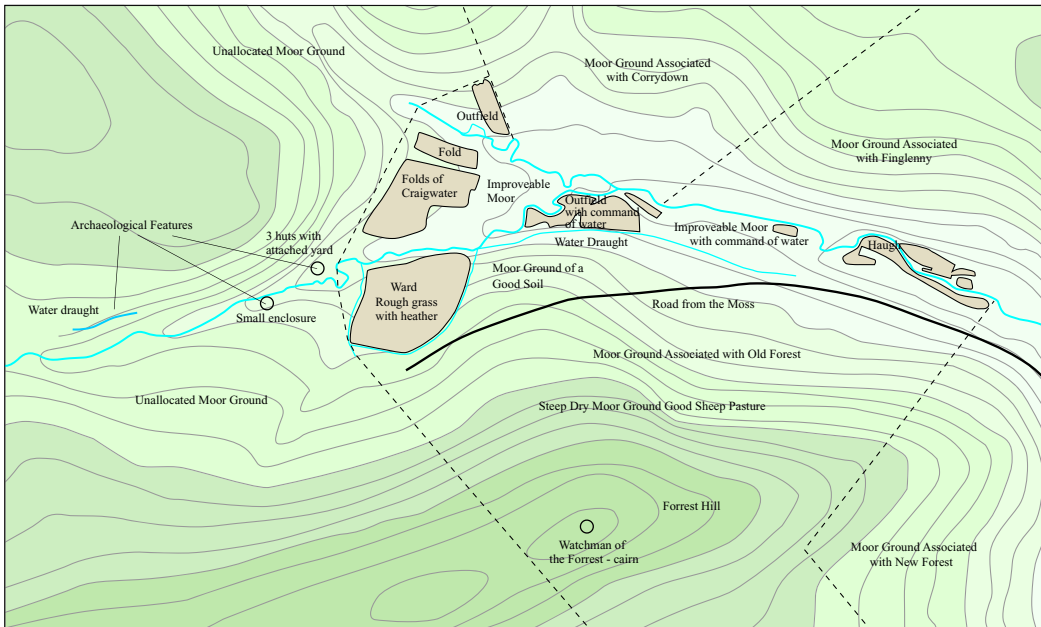 Unallocated Moor Ground
Moor Ground Associated
with Corrydown
Outfield
Moor Ground Associated
with Finglenny
Fold
Folds of
Craigwater
Improveable
Moor
Outfield
with command
of water
Improveable Moor
with command of water
Archaeological Features
3 huts with
attached yard
Water Draught
Haugh
Moor Ground of a
Good Soil
Ward
Rough grass
with heather
Road from the Moss
Water draught
Small enclosure
Moor Ground Associated with Old Forest
Unallocated Moor Ground
Steep Dry Moor Ground Good Sheep Pasture
Forrest Hill
Watchman of
the Forrest - cairn
Moor Ground Associated
with New Forest